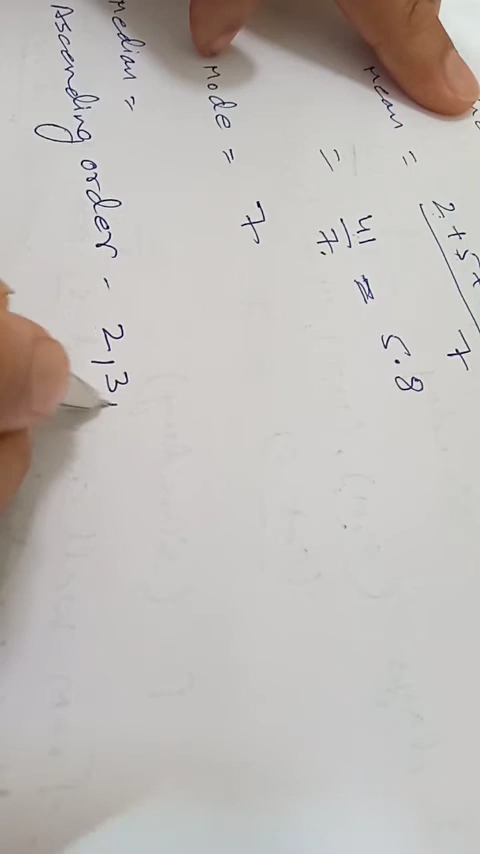 mean = 2+5+
7
= 41
7. = 5.8
Mode = 7
Median =
Ascending order - 2,3,